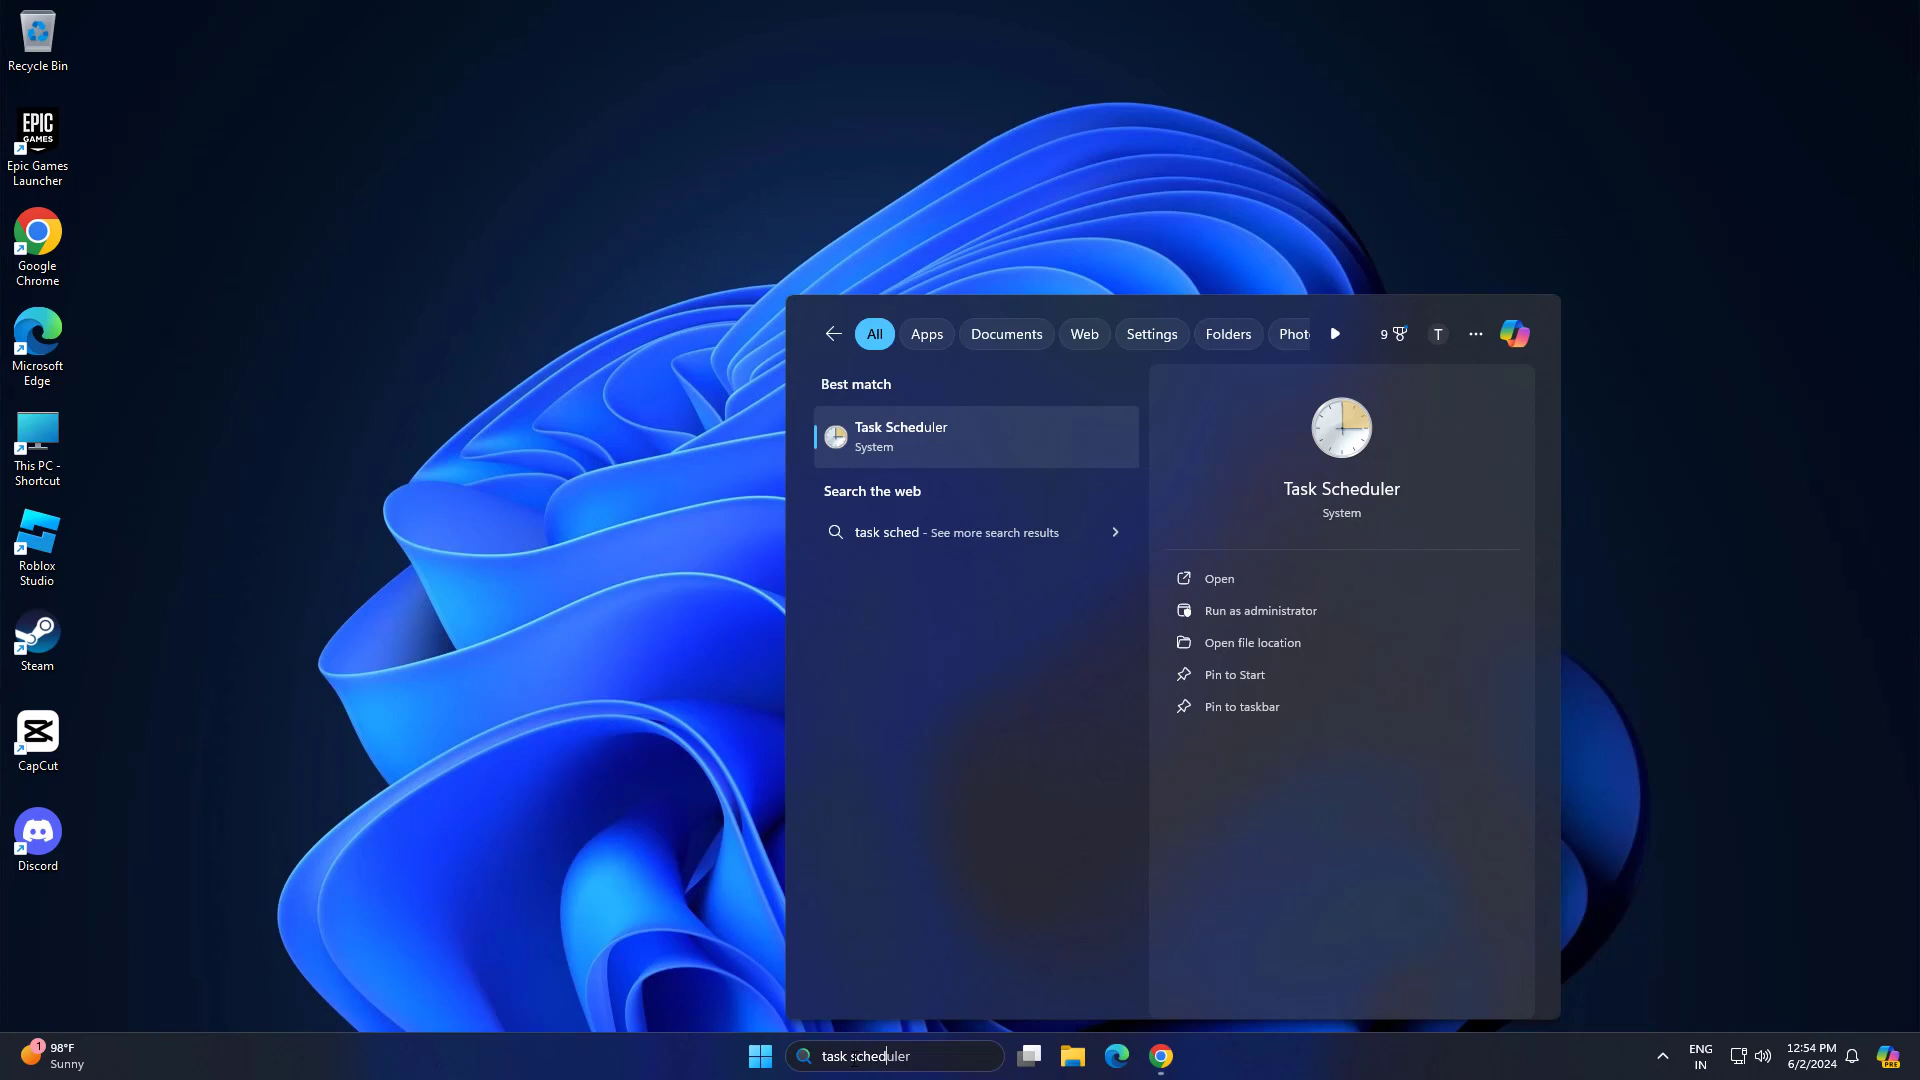 Recycle Bin
EPIC
GAMES
Epic Games
Launcher
Google
Chrome
Microsoft
Edge
This PC -
Shortcut
Roblox
Studio
Steam
CapCut
Discord
All Apps Documents Web Settings Folders Phot 9 T
Best match
Task Scheduler
System
Search the web
task sched - See more search results
Task Scheduler
System
Open
Run as administrator
Open file location
Pin to Start
Pin to taskbar
1
98°F
Sunny
task scheduler
ENG
IN
12:54 PM
6/2/2024
PRE